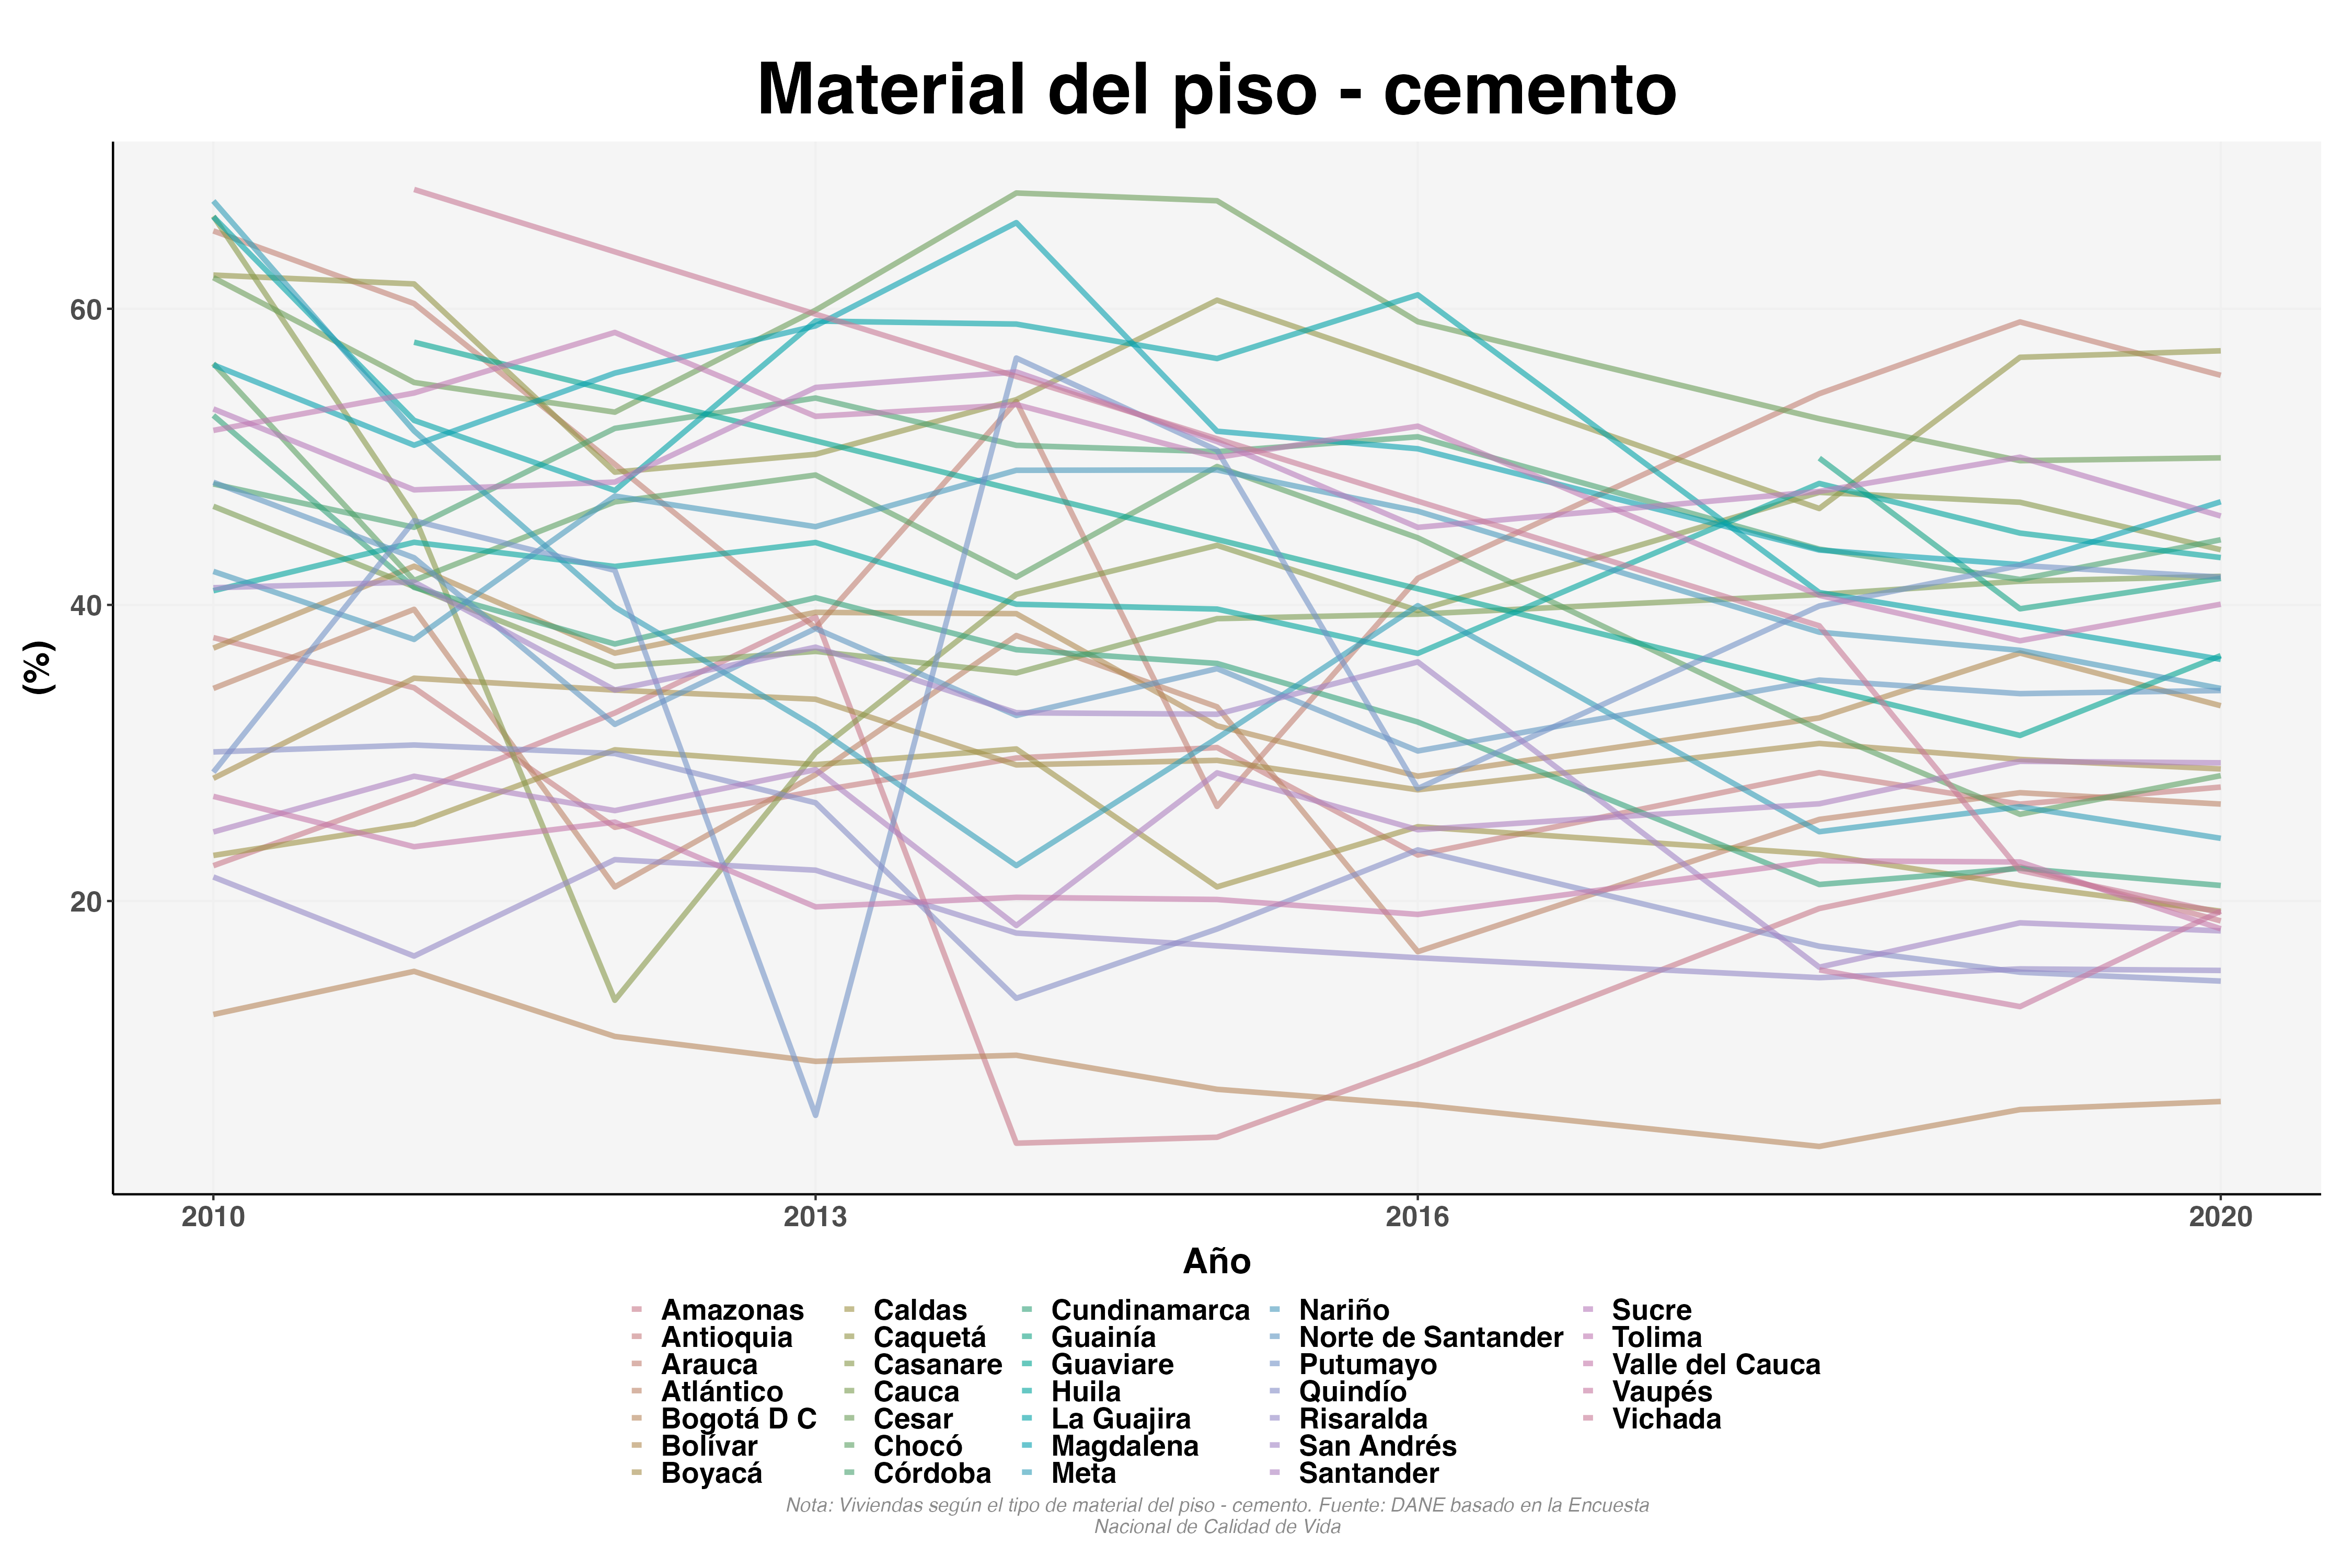 Material del piso - cemento
(%)
60
40
20
2010 2013 2016 2020
Año
Amazonas
Antioquia
Arauca
Atlántico
Bogotá D C
Bolívar
Boyacá
Caldas
Caquetá
Casanare
Cauca
Cesar
Chocó
Córdoba
Cundinamarca
Guainía
Guaviare
Huila
La Guajira
Magdalena
Meta
Nariño
Norte de Santander
Putumayo
Quindío
Risaralda
San Andrés
Santander
Sucre
Tolima
Valle del Cauca
Vaupés
Vichada
Nota: Viviendas según el tipo de material del piso - cemento. Fuente: DANE basado en la Encuesta
Nacional de Calidad de Vida